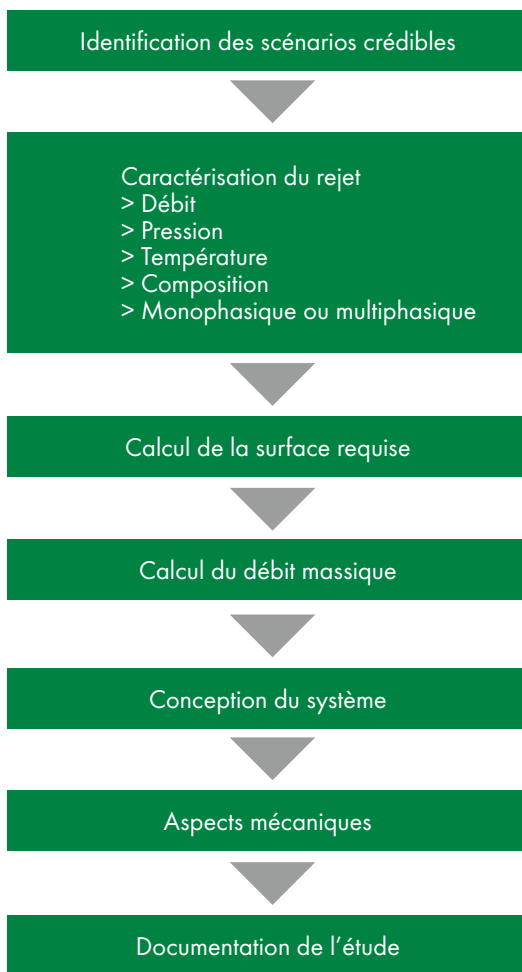 Identification des scénarios crédibles
Caractérisation du rejet
> Débit
> Pression
> Température
> Composition
> Monophasique ou multiphasique
Calcul de la surface requise
Calcul du débit massique
Conception du système
Aspects mécaniques
Documentation de l’étude